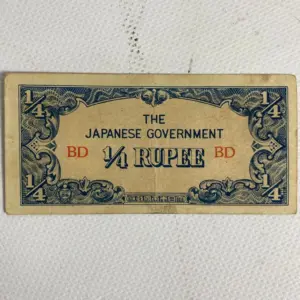 1/4 1/4
THE
JAPANESE GOVERNMENT
BD 1/4 RUPEE BD
1/4 1/4